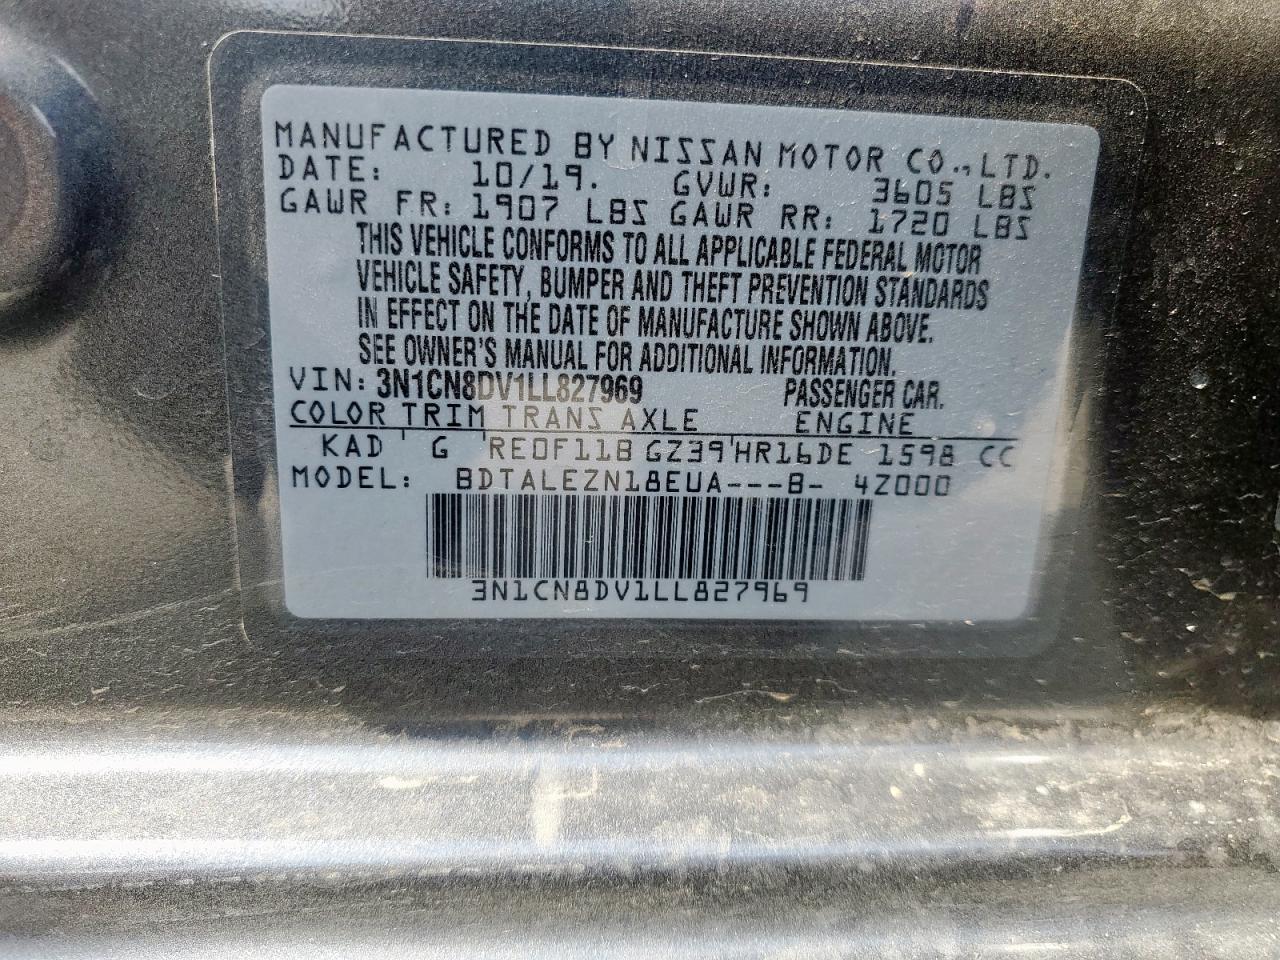 MANUFACTURED BY NISSAN MOTOR CO., LTD.
DATE: 10/19. GVWR: 3605 LBS
GAWR FR: 1907 LBS GAWR RR: 1720 LBS
THIS VEHICLE CONFORMS TO ALL APPLICABLE FEDERAL MOTOR
VEHICLE SAFETY, BUMPER AND THEFT PREVENTION STANDARDS
IN EFFECT ON THE DATE OF MANUFACTURE SHOWN ABOVE.
SEE OWNER'S MANUAL FOR ADDITIONAL INFORMATION.
VIN: 3N1CN8DV1LL827969 PASSENGER CAR.
COLOR TRIM TRANS AXLE ENGINE
KAD ' G 'RE0F11B GZ39'HR16DE 1598 CC
MODEL: BDTALEZN18EUA---B- 4Z000
3N1CN8DV1LL827969